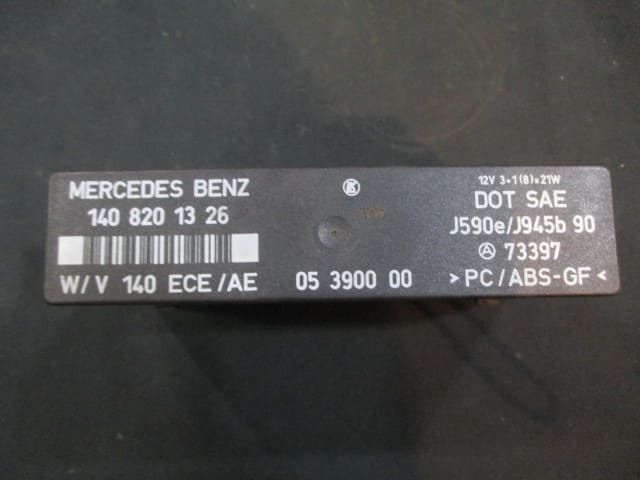 MERCEDES BENZ
140 820 13 26
W/V 140 ECE/AE
K
05 3900 00
12V 3+1(8)x21W
DOT SAE
J590e/J945b 90
A 73397
>PC/ABS-GF<